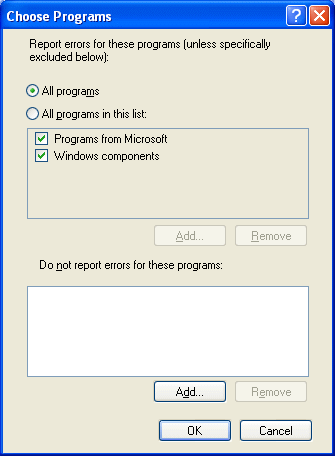 Choose Programs
Report errors for these programs (unless specifically
excluded below):
All programs
All programs in this list:
Programs from Microsoft
Windows components
Add... Remove
Do not report errors for these programs:
Add... Remove
OK Cancel